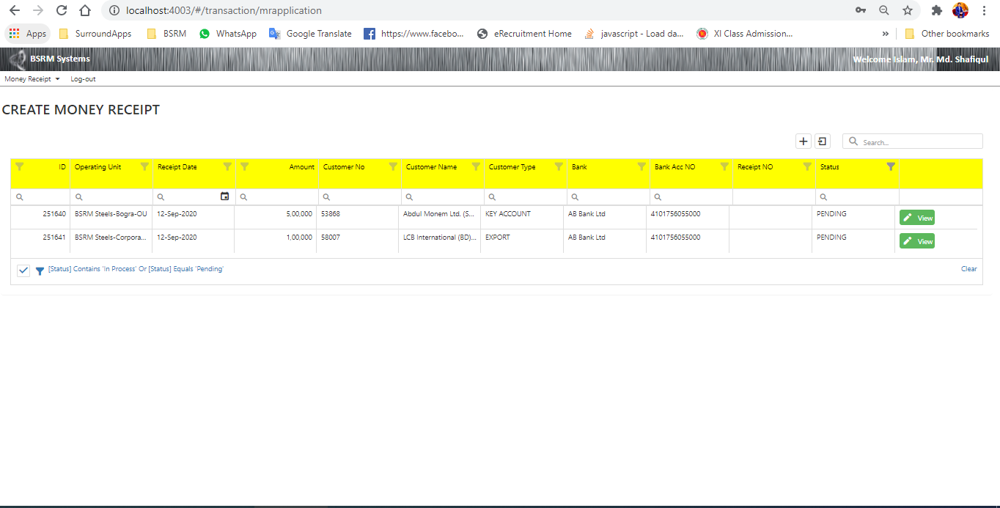 localhost:4003/#/transaction/mrapplication
Apps SurroundApps BSRM WhatsApp Google Translate https://www.facebo... eRecruitment Home javascript - Load da... XI Class Admission... » Other bookmarks
BSRM Systems Welcome Islam, Mr. Md. Shafiqul
Money Receipt Log-out
CREATE MONEY RECEIPT
Search...
ID Operating Unit Receipt Date Amount Customer No Customer Name Customer Type Bank Bank Acc NO Receipt NO Status
251640 BSRM Steels-Bogra-OU 12-Sep-2020 5,00,000 53868 Abdul Monem Ltd. (S... KEY ACCOUNT AB Bank Ltd 4101756055000 PENDING View
251641 BSRM Steels-Corpora... 12-Sep-2020 1,00,000 58007 LCB International (BD)... EXPORT AB Bank Ltd 4101756055000 PENDING View
[Status] Contains 'In Process' Or [Status] Equals 'Pending' Clear